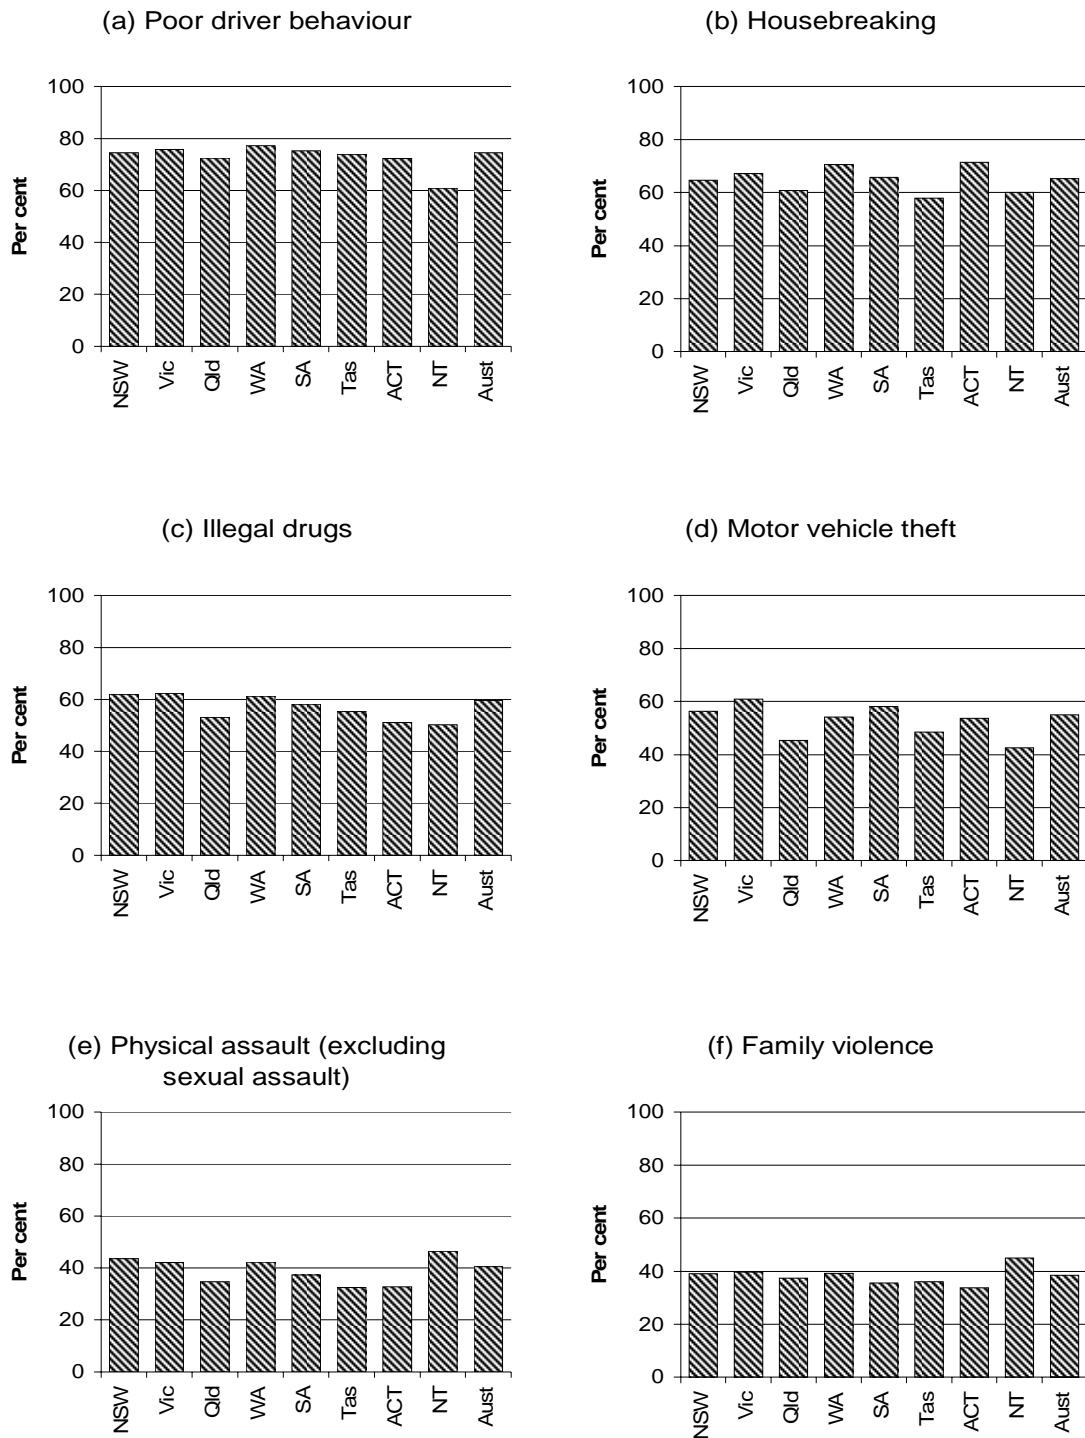 (a) Poor driver behaviour
Per cent
100
80
60
40
20
0
NSW
Vic
Qld
WA
SA
Tas
ACT
NT
Aust
(b) Housebreaking
Per cent
100
80
60
40
20
0
NSW
Vic
Qld
WA
SA
Tas
ACT
NT
Aust
(c) Illegal drugs
Per cent
100
80
60
40
20
0
NSW
Vic
Qld
WA
SA
Tas
ACT
NT
Aust
(d) Motor vehicle theft
Per cent
100
80
60
40
20
0
NSW
Vic
Qld
WA
SA
Tas
ACT
NT
Aust
(e) Physical assault (excluding
sexual assault)
Per cent
100
80
60
40
20
0
NSW
Vic
Qld
WA
SA
Tas
ACT
NT
Aust
(f) Family violence
Per cent
100
80
60
40
20
0
NSW
Vic
Qld
WA
SA
Tas
ACT
NT
Aust